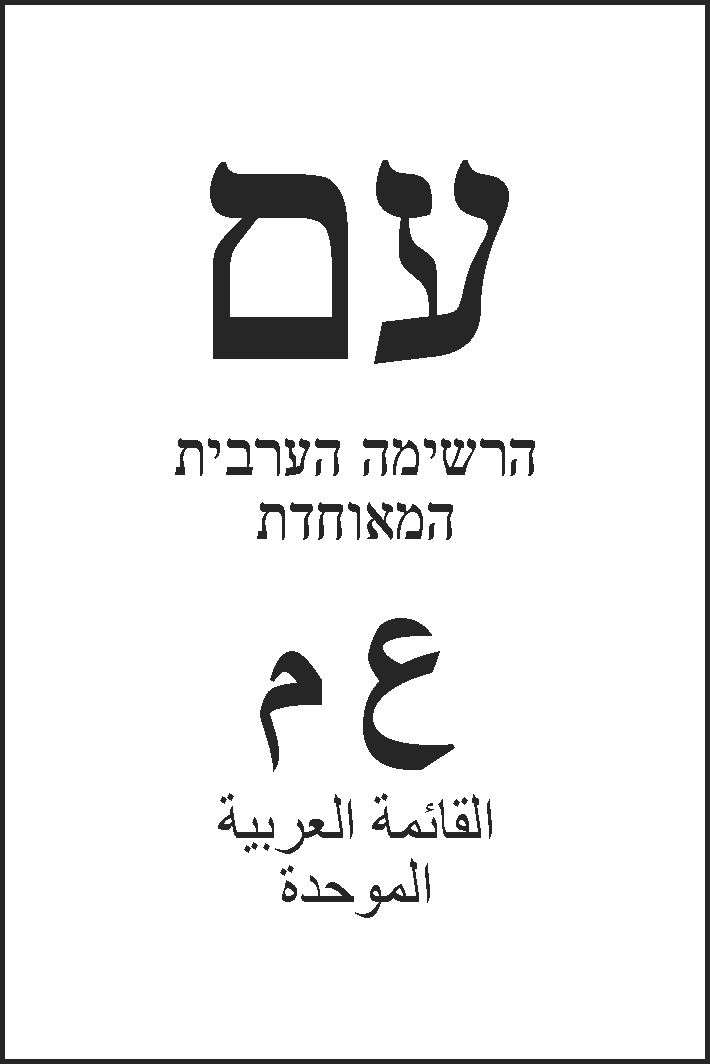 עם
הרשימה הערבית
המאוחדת
ع م
القائمة العربية
الموحدة